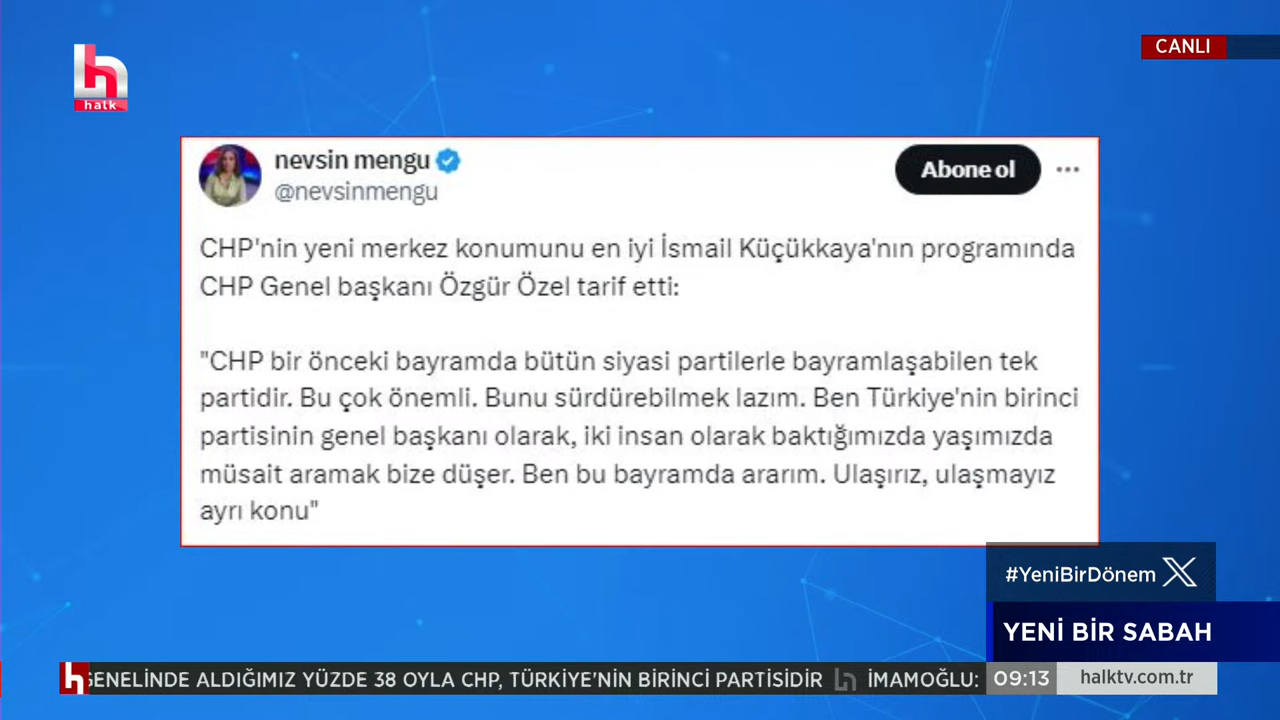 halk
CANLI
nevsin mengu
@nevsinmengu
Abone ol
CHP'nin yeni merkez konumunu en iyi İsmail Küçükkaya'nın programında
CHP Genel başkanı Özgür Özel tarif etti:
"CHP bir önceki bayramda bütün siyasi partilerle bayramlaşabilen tek
partidir. Bu çok önemli. Bunu sürdürebilmek lazım. Ben Türkiye'nin birinci
partisinin genel başkanı olarak, iki insan olarak baktığımızda yaşımızda
müsait aramak bize düşer. Ben bu bayramda ararım. Ulaşırız, ulaşmayız
ayrı konu"
#YeniBirDönem X
YENİ BİR SABAH
GENELİNDE ALDIĞIMIZ YÜZDE 38 OYLA CHP, TÜRKİYE'NİN BİRİNCİ PARTİSİDİR İMAMOĞLU: 09:13 halktv.com.tr